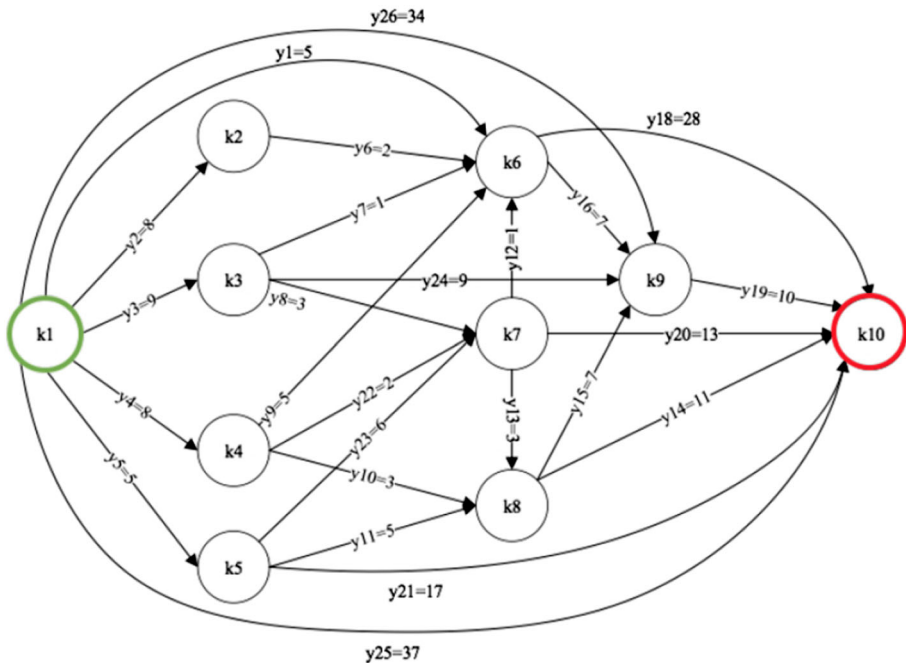 y26=34
y1=5
y18=28
k2
y6=2
k6
y2=8
y7=1
y16=7
y12=1
k3
y24=9
k9
y3=9
y8=3
y19=10
k1
k7
y20=13
k10
y4=8
y9=5
y22=2
y13=3
y15=7
y14=11
k4
y23=6
y5=5
y10=3
k8
y11=5
k5
y21=17
y25=37